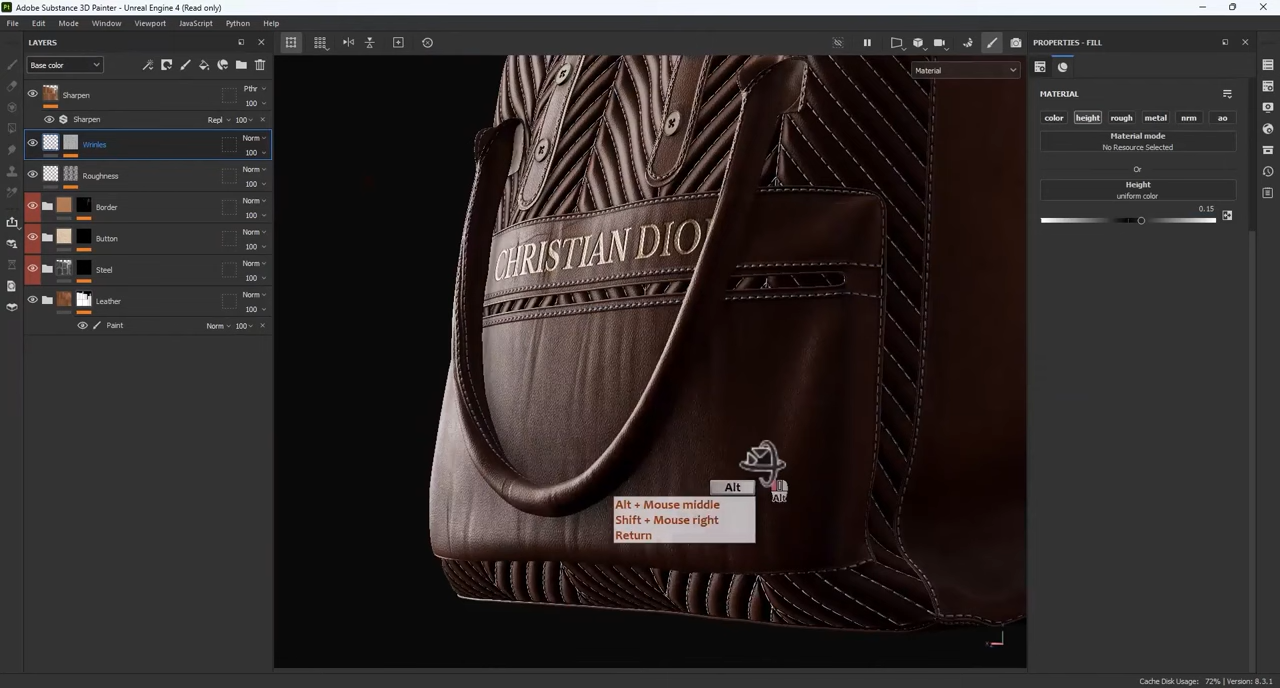 Adobe Substance 3D Painter - Unreal Engine 4 (Read only)
File Edit Mode Window Viewport JavaScript Python Help
LAYERS
Base color
Sharpen
Pthr
100
Sharpen Repl 100
Wrinles
Norm
100
Roughness
Norm
100
Border
Norm
100
Button
Norm
100
Steel
Norm
100
Leather
Norm
100
Paint Norm 100
Material
CHRISTIAN DIO
Alt
Alt
Alt + Mouse middle
Shift + Mouse right
Return
PROPERTIES - FILL
MATERIAL
color height rough metal nrm ao
Material mode
No Resource Selected
Or
Height
uniform color
0.15
Cache Disk Usage: 72% | Version: 8.3.1